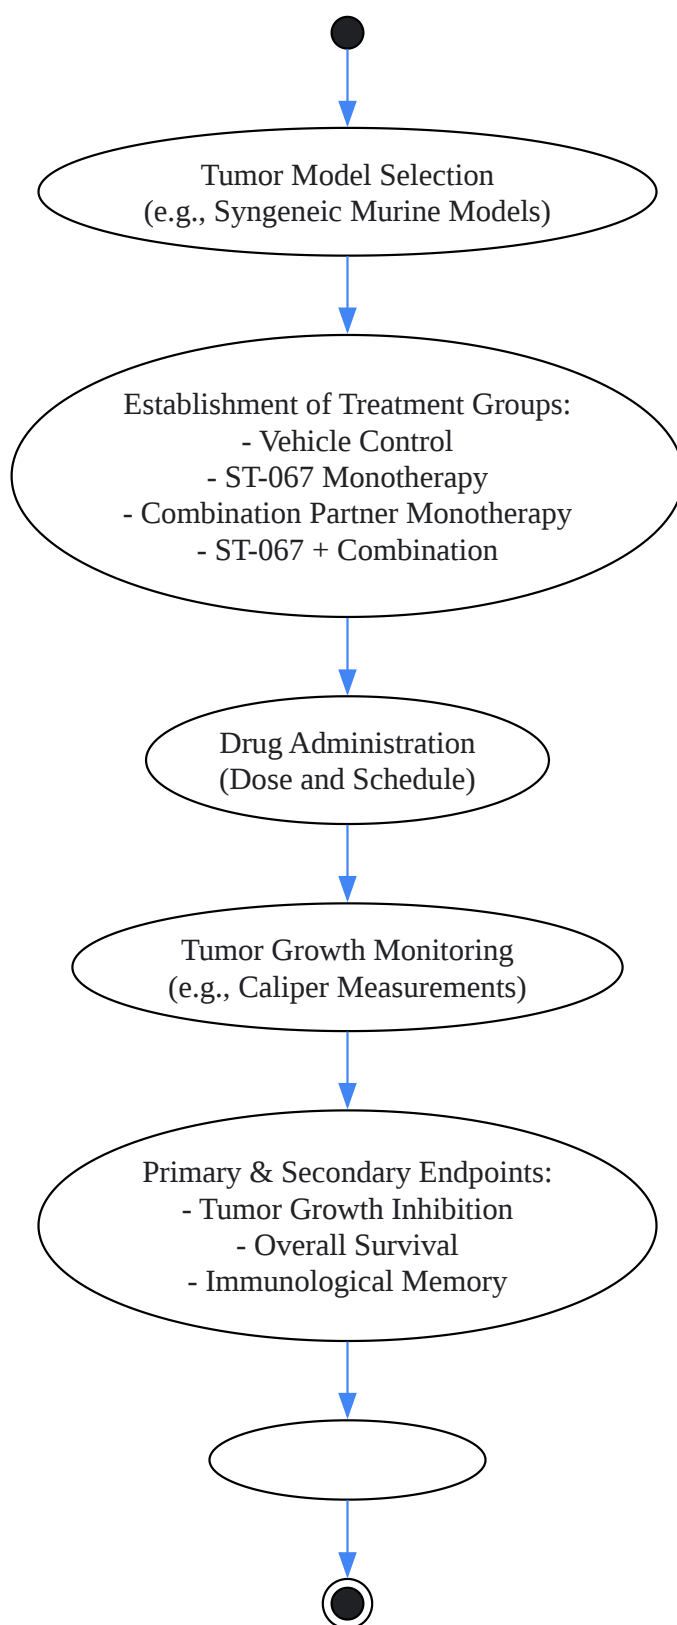 Tumor Model Selection
(e.g., Syngeneic Murine Models)
Establishment of Treatment Groups:
- Vehicle Control
- ST-067 Monotherapy
- Combination Partner Monotherapy
- ST-067 + Combination
Drug Administration
(Dose and Schedule)
Tumor Growth Monitoring
(e.g., Caliper Measurements)
Primary & Secondary Endpoints:
- Tumor Growth Inhibition
- Overall Survival
- Immunological Memory